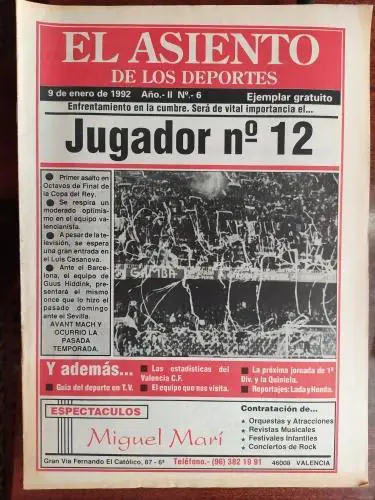 EL ASIENTO
DE LOS DEPORTES
9 de enero de 1992 Año.- II Nº.- 6 Ejemplar gratuito
Enfrentamiento en la cumbre. Será de vital importancia el...
Jugador nº 12
● Primer asalto en
Octavos de Final de
la Copa del Rey.
● Se respira un
moderado optimis-
mo en el equipo va-
lencianista.
● A pesar de la te-
levisión, se espera
una gran entrada en
el Luis Casanova.
● Ante el Barce-
lona, el equipo de
Guus Hiddink, pre-
sentará el mismo
once que lo hizo el
pasado domingo
ante el Sevilla.
AVANT MACH Y
OCURRIO LA
PASADA
TEMPORADA.
Y además...
■ Guia del deporte en T.V.
■ Las estadísticas del
Valencia C.F.
■ El equipo que nos visita.
■ La próxima jornada de 1ª
Div. y la Quiniela.
■ Reportajes: Lada y Honda.
ESPECTACULOS
Miguel Marí
Contratación de:
★ Orquestas y Atracciones
★ Revistas Musicales
★ Festivales Infantiles
★ Conciertos de Rock
Gran Via Fernando El Católico, 67 - 6ª Teléfono.- (96) 382 19 91 46008 VALENCIA